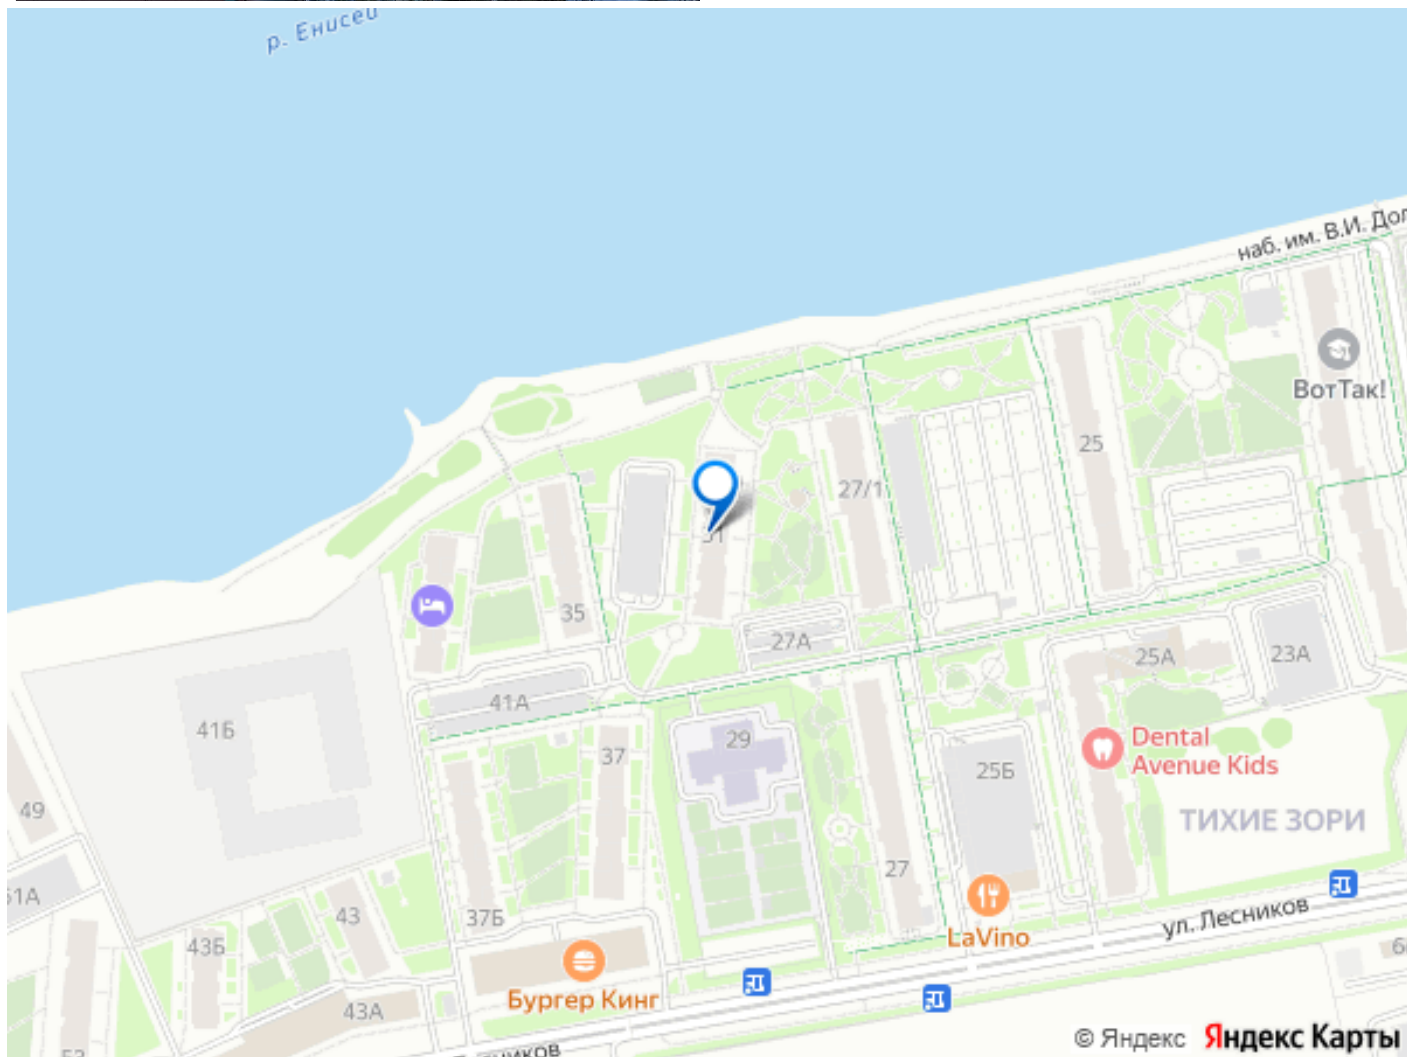 р. Енисей
наб. им. В.И. Дол
ВотТак!
25
27/1
31
35
27А
25А
23А
41А
41Б
29
37
Dental
Avenue Kids
25Б
49
ТИХИЕ ЗОРИ
27
51А
43
37Б
ул. Лесников
43Б
LaVino
Бургер Кинг
43А
© Яндекс Яндекс Карты